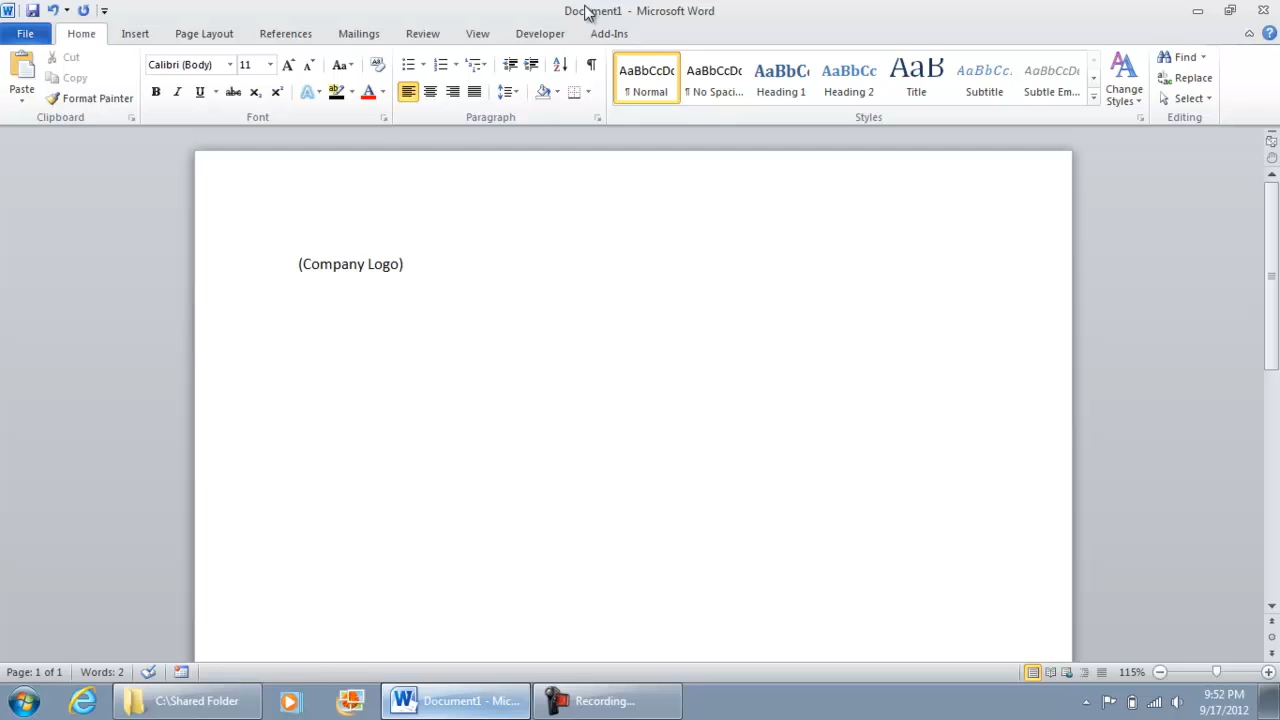 Document1 - Microsoft Word
File Home Insert Page Layout References Mailings Review View Developer Add-Ins
Paste
Cut
Copy
Format Painter
Clipboard
Calibri (Body) 11
Font
Paragraph
AaBbCcDc AaBbCcDc AaBbC AaBbCc AaB AaBbCc. AaBbCcDc
¶ Normal ¶ No Spaci... Heading 1 Heading 2 Title Subtitle Subtle Em...
Change
Styles
Styles
Find
Replace
Select
Editing
(Company Logo)
Page: 1 of 1 Words: 2 115%
C:\Shared Folder Document1 - Mic... Recording...
9:52 PM
9/17/2012